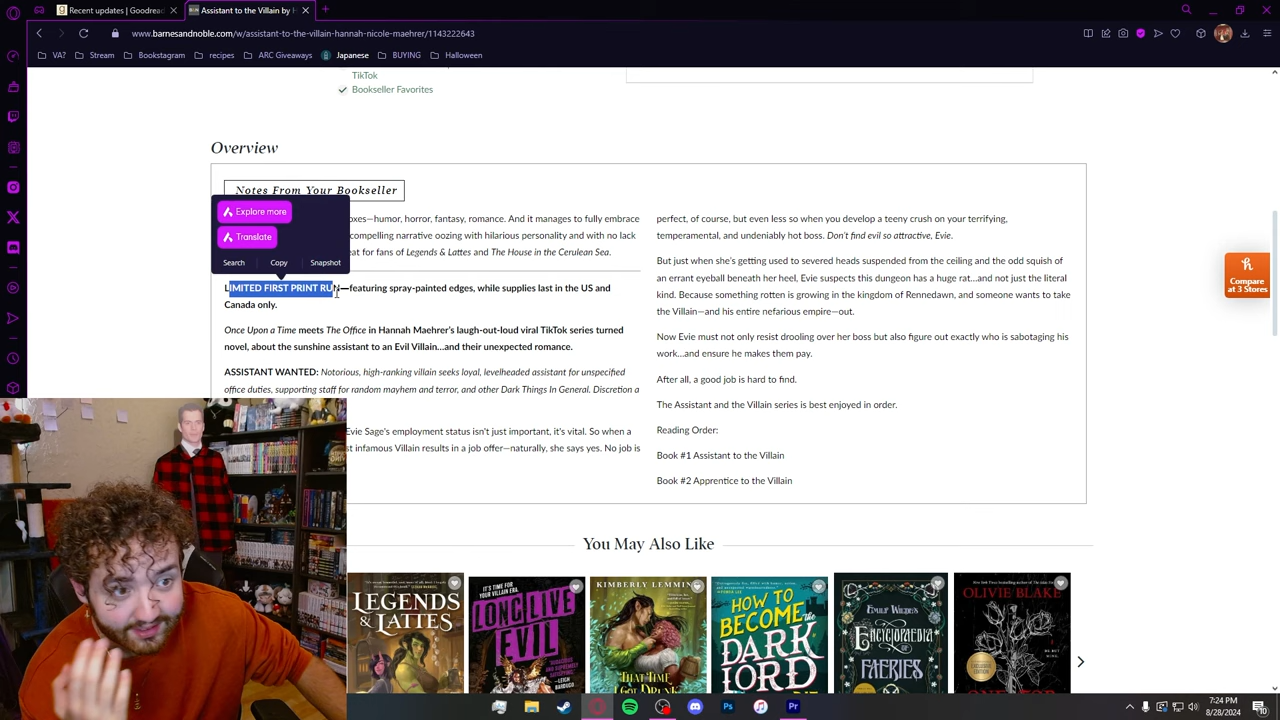 Recent updates | Goodread
Assistant to the Villain by H
www.barnesandnoble.com/w/assistant-to-the-villain-hannah-nicole-maehrer/1143222643
VA?
Stream
Bookstagram
recipes
ARC Giveaways
Japanese
BUYING
Halloween
TikTok
Bookseller Favorites
Overview
Notes From Your Bookseller
oxes—humor, horror, fantasy, romance. And it manages to fully embrace
compelling narrative oozing with hilarious personality and with no lack
eat for fans of Legends & Lattes and The House in the Cerulean Sea.
Explore more
Translate
Search
Copy
Snapshot
LIMITED FIRST PRINT RUN—featuring spray-painted edges, while supplies last in the US and
Canada only.
Once Upon a Time meets The Office in Hannah Maehrer's laugh-out-loud viral TikTok series turned
novel, about the sunshine assistant to an Evil Villain…and their unexpected romance.
ASSISTANT WANTED: Notorious, high-ranking villain seeks loyal, levelheaded assistant for unspecified
office duties, supporting staff for random mayhem and terror, and other Dark Things In General. Discretion a
Evie Sage's employment status isn't just important, it's vital. So when a
t infamous Villain results in a job offer—naturally, she says yes. No job is
perfect, of course, but even less so when you develop a teeny crush on your terrifying,
temperamental, and undeniably hot boss. Don't find evil so attractive, Evie.
But just when she's getting used to severed heads suspended from the ceiling and the odd squish of
an errant eyeball beneath her heel, Evie suspects this dungeon has a huge rat…and not just the literal
kind. Because something rotten is growing in the kingdom of Rennedawn, and someone wants to take
the Villain—and his entire nefarious empire—out.
Now Evie must not only resist drooling over her boss but also figure out exactly who is sabotaging his
work…and ensure he makes them pay.
After all, a good job is hard to find.
The Assistant and the Villain series is best enjoyed in order.
Reading Order:
Book #1 Assistant to the Villain
Book #2 Apprentice to the Villain
Compare
at 3 Stores
You May Also Like
LEGENDS
& LATTES
IT'S TIME FOR
YOUR VILLAIN ERA.
LONG LIVE
EVIL
LEIGH
BARDUGO
KIMBERLY LEMMING
THAT TIME
I GOT DRUNK
HOW TO
BECOME the
DARK
LORD
EMILY WILDE'S
ENCYCLOPAEDIA
of
FAERIES
OLIVIE BLAKE
ONE FOR
7:24 PM
8/28/2024